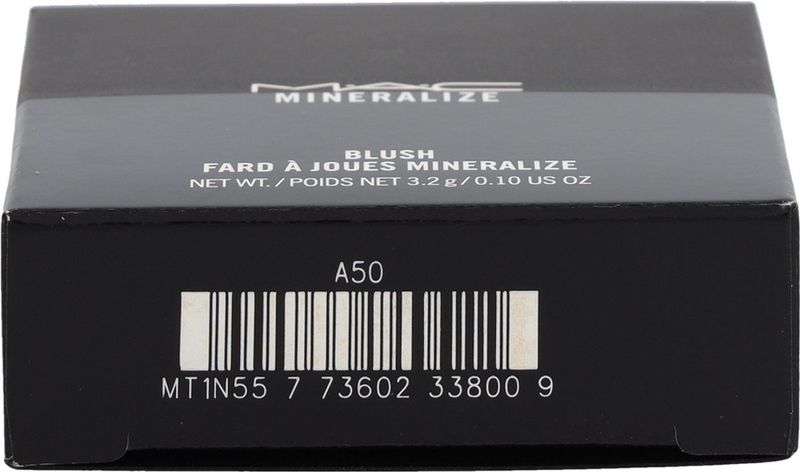 MAC
MINERALIZE
BLUSH
FARD À JOUES MINERALIZE
NET WT. / POIDS NET 3.2 g / 0.10 US OZ
A50
MT1N55 7 73602 33800 9